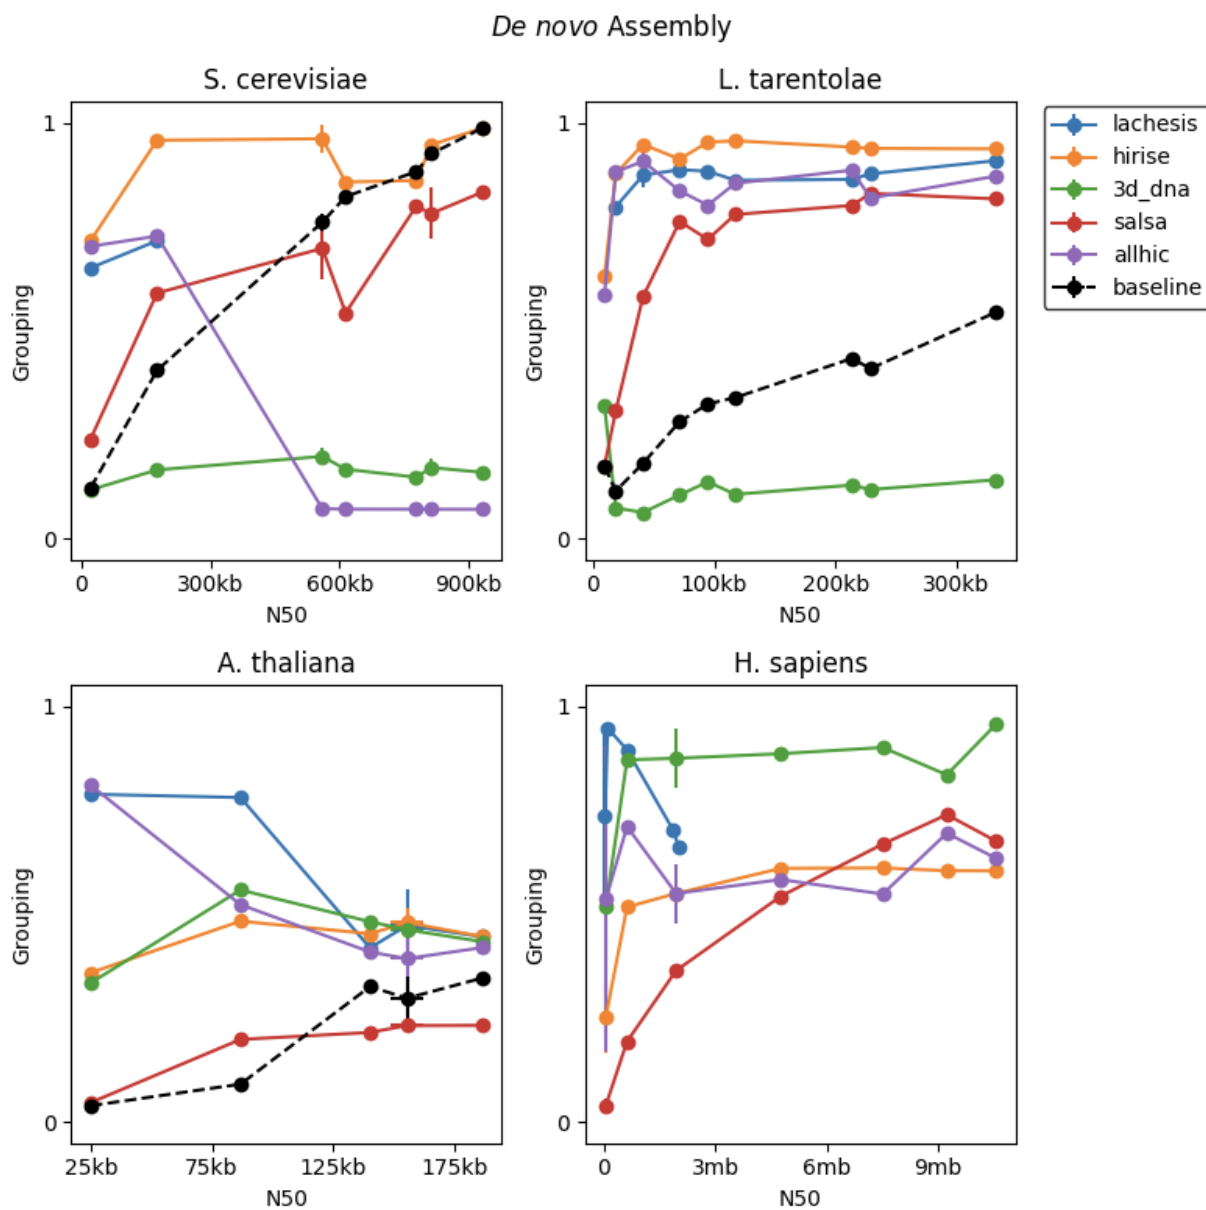 De novo Assembly
S. cerevisiae
1
0
Grouping
0 300kb 600kb 900kb
N50
L. tarentolae
1
0
Grouping
0 100kb 200kb 300kb
N50
lachesis
hirise
3d_dna
salsa
allhic
baseline
A. thaliana
1
0
Grouping
25kb 75kb 125kb 175kb
N50
H. sapiens
1
0
Grouping
0 3mb 6mb 9mb
N50